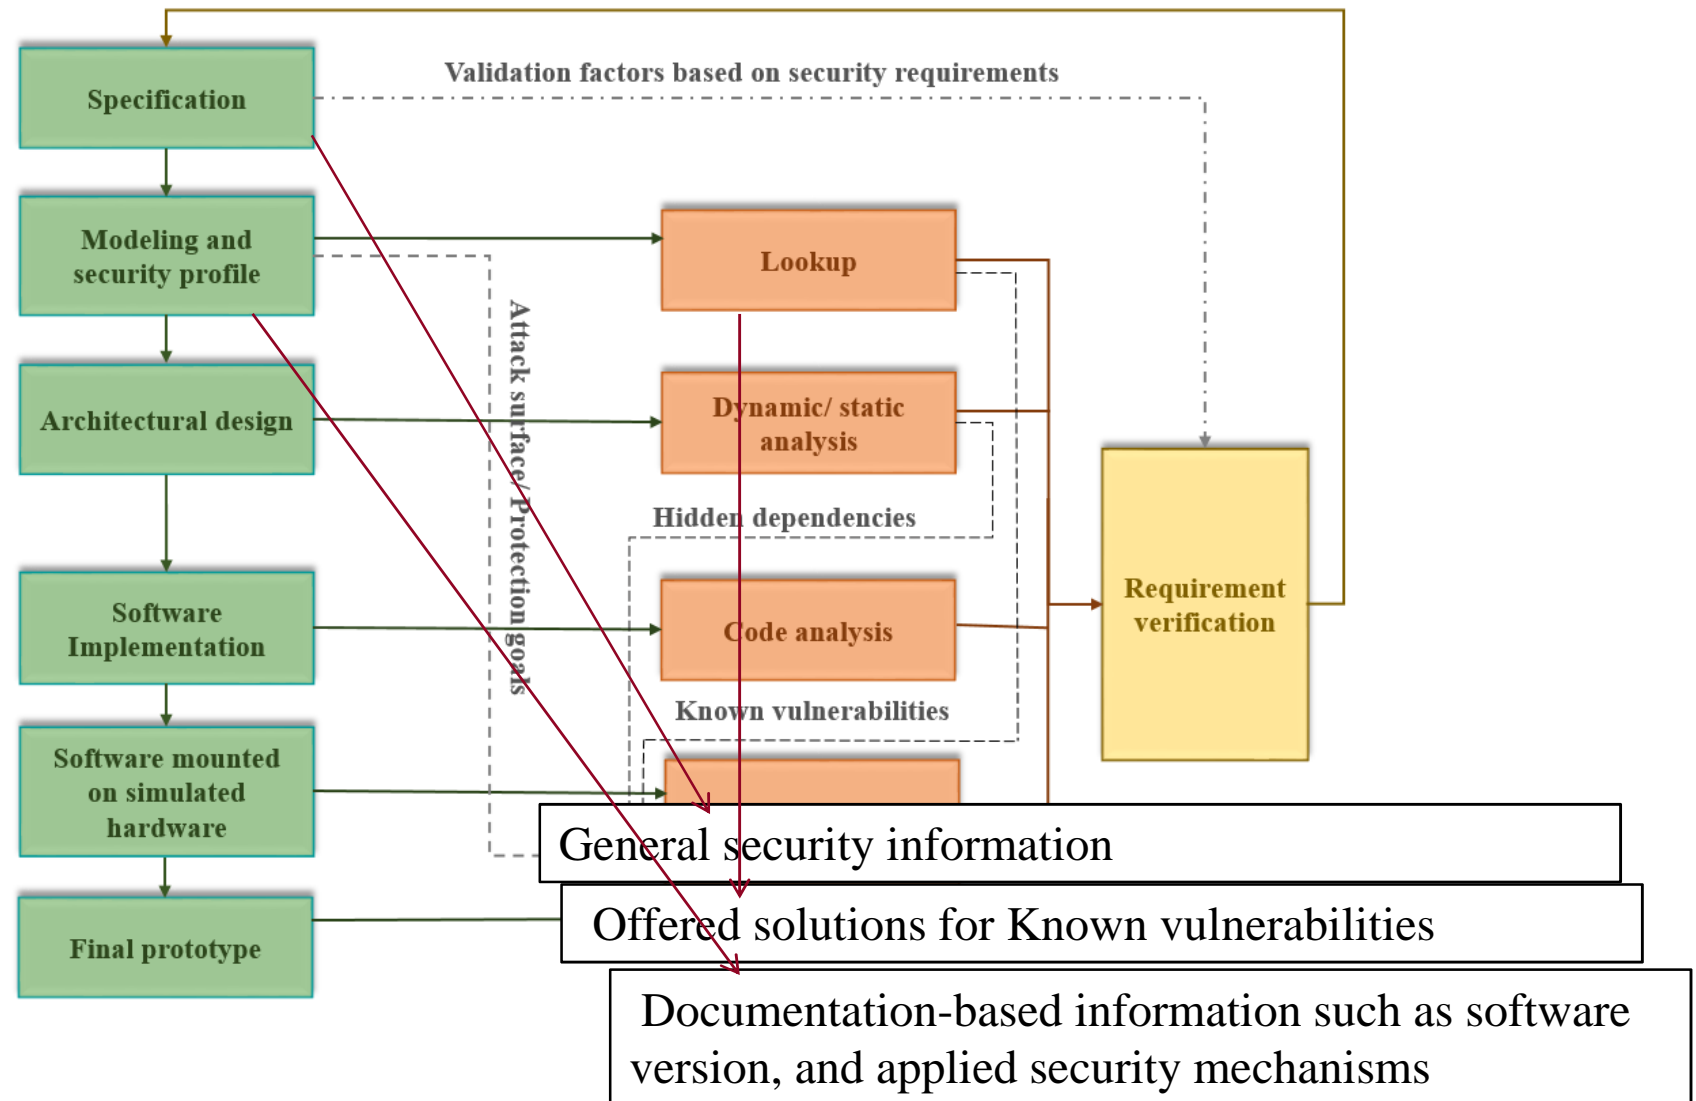 Validation factors based on security requirements
Specification
Modeling and
security profile
Lookup
Attack surface/ Protection goals
Architectural design
Dynamic/ static
analysis
Hidden dependencies
Requirement
verification
Software
Implementation
Code analysis
Known vulnerabilities
Software mounted
on simulated
hardware
General security information
Offered solutions for Known vulnerabilities
Final prototype
Documentation-based information such as software
version, and applied security mechanisms